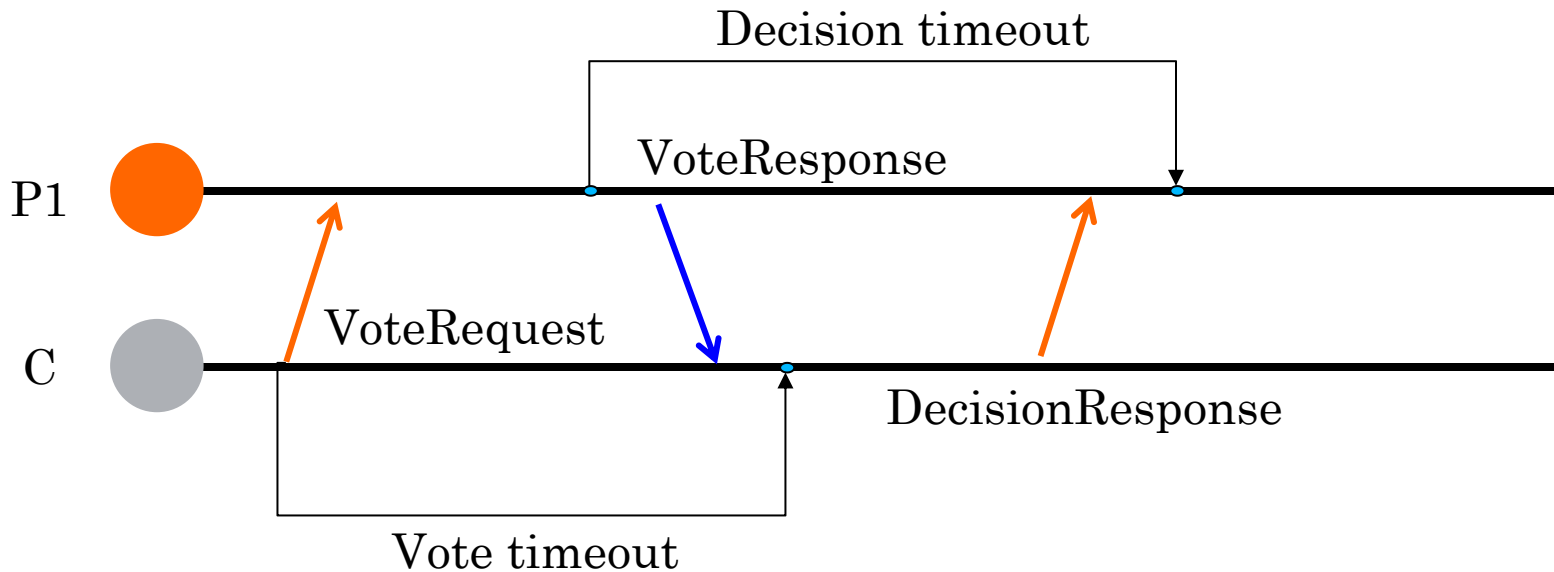 Decision timeout
VoteResponse
P1
VoteRequest
C
DecisionResponse
Vote timeout